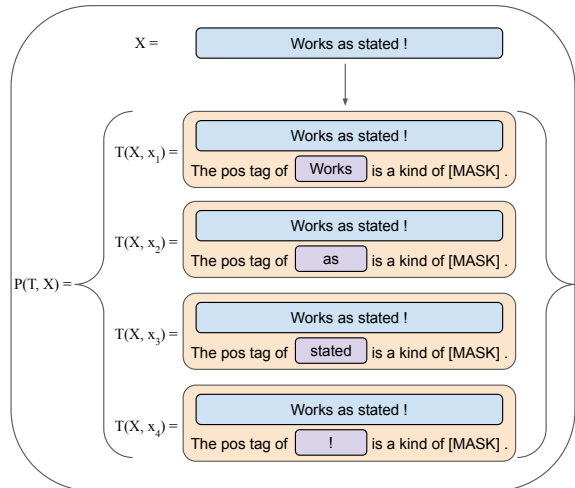 X = Works as stated !
T(X, x₁) = Works as stated !
The pos tag of Works is a kind of [MASK] .
T(X, x₂) = Works as stated !
The pos tag of as is a kind of [MASK] .
P(T, X) =
T(X, x₃) = Works as stated !
The pos tag of stated is a kind of [MASK] .
T(X, x₄) = Works as stated !
The pos tag of ! is a kind of [MASK] .